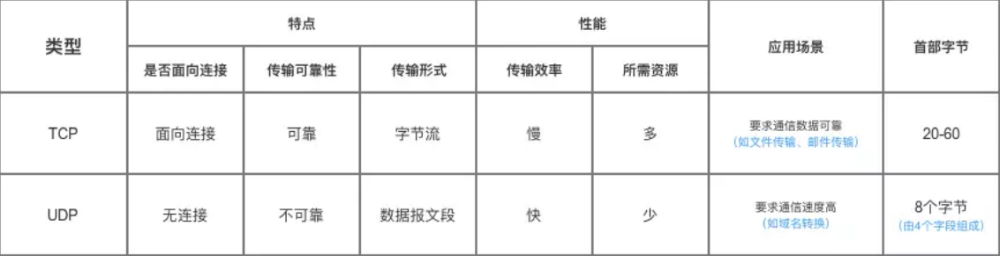 类型
特点
性能
应用场景
首部字节
是否面向连接
传输可靠性
传输形式
传输效率
所需资源
TCP
面向连接
可靠
字节流
慢
多
要求通信数据可靠
（如文件传输、邮件传输）
20-60
UDP
无连接
不可靠
数据报文段
快
少
要求通信速度高
（如域名转换）
8个字节
（由4个字段组成）